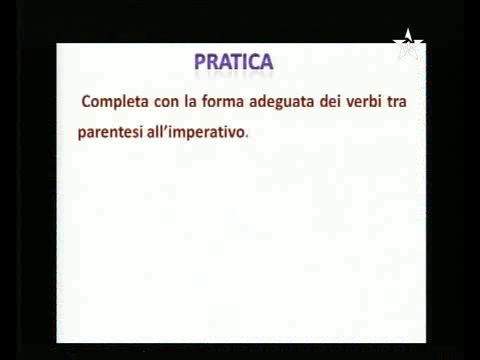 PRATICA
Completa con la forma adeguata dei verbi tra
parentesi all'imperativo.